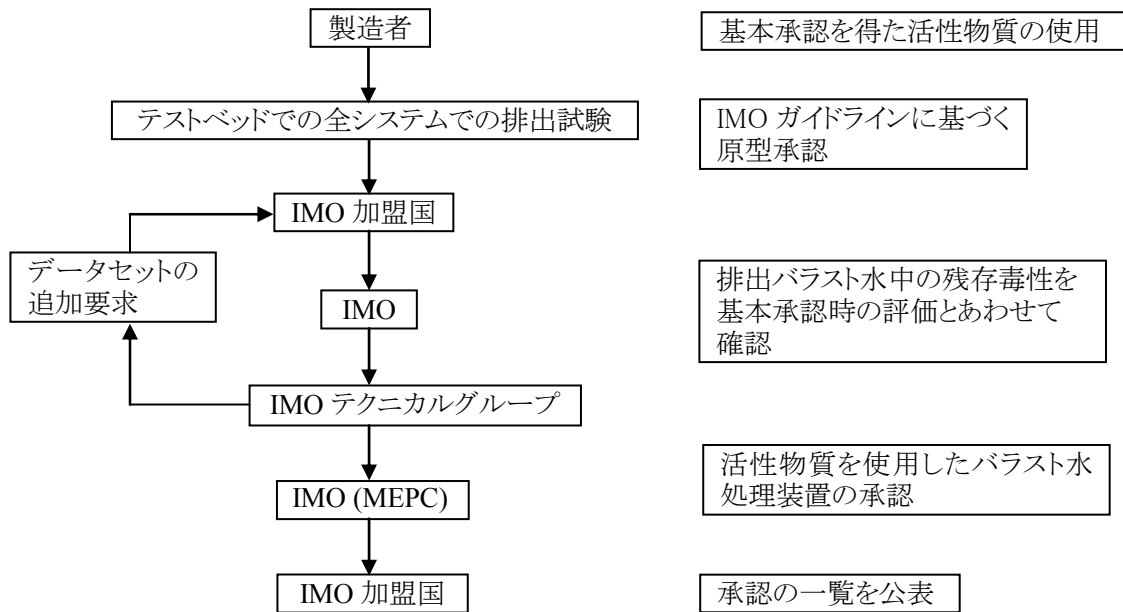 製造者
基本承認を得た活性物質の使用
テストベッドでの全システムでの排出試験
IMO ガイドラインに基づく
原型承認
IMO 加盟国
データセットの
追加要求
IMO
排出バラスト水中の残存毒性を
基本承認時の評価とあわせて
確認
IMO テクニカルグループ
IMO (MEPC)
活性物質を使用したバラスト水
処理装置の承認
IMO 加盟国
承認の一覧を公表